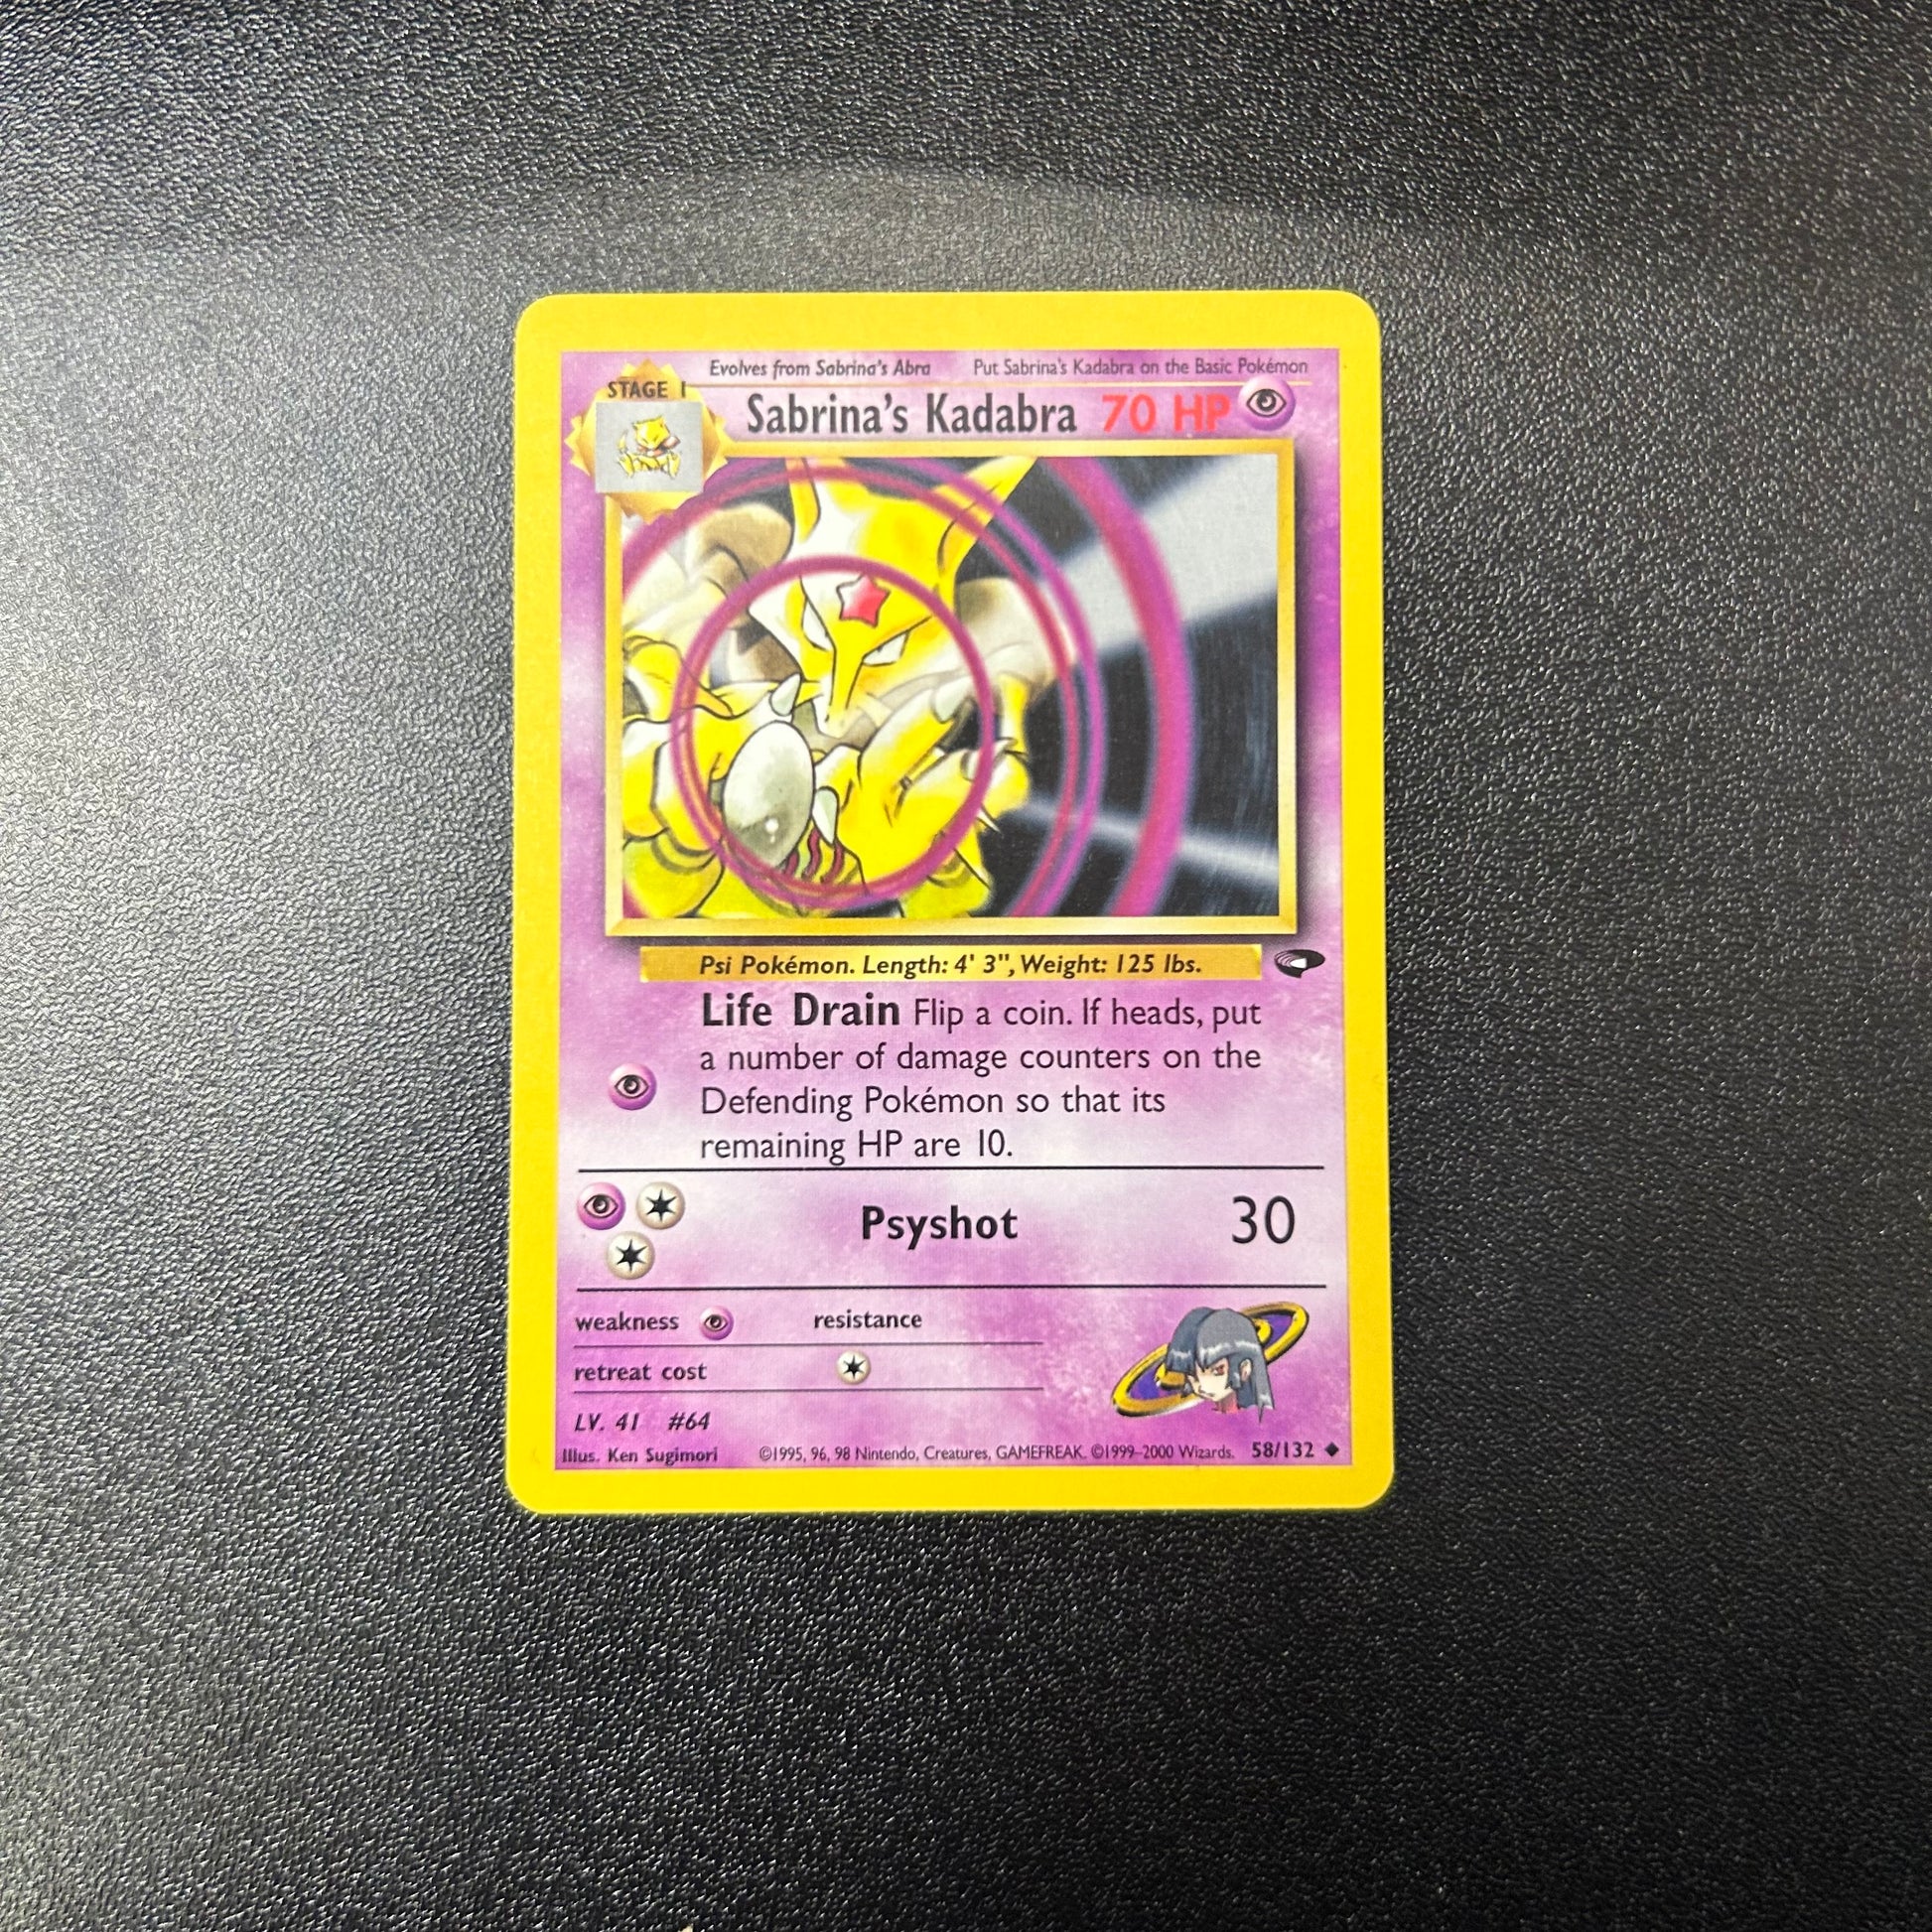 Evolves from Sabrina's Abra Put Sabrina's Kadabra on the Basic Pokémon
STAGE 1
Sabrina's Kadabra 70 HP
Psi Pokémon. Length: 4' 3", Weight: 125 lbs.
Life Drain Flip a coin. If heads, put
a number of damage counters on the
Defending Pokémon so that its
remaining HP are 10.
Psyshot 30
weakness resistance
retreat cost
LV. 41 #64
Illus. Ken Sugimori ©1995, 96, 98 Nintendo, Creatures, GAMEFREAK. ©1999-2000 Wizards. 58/132